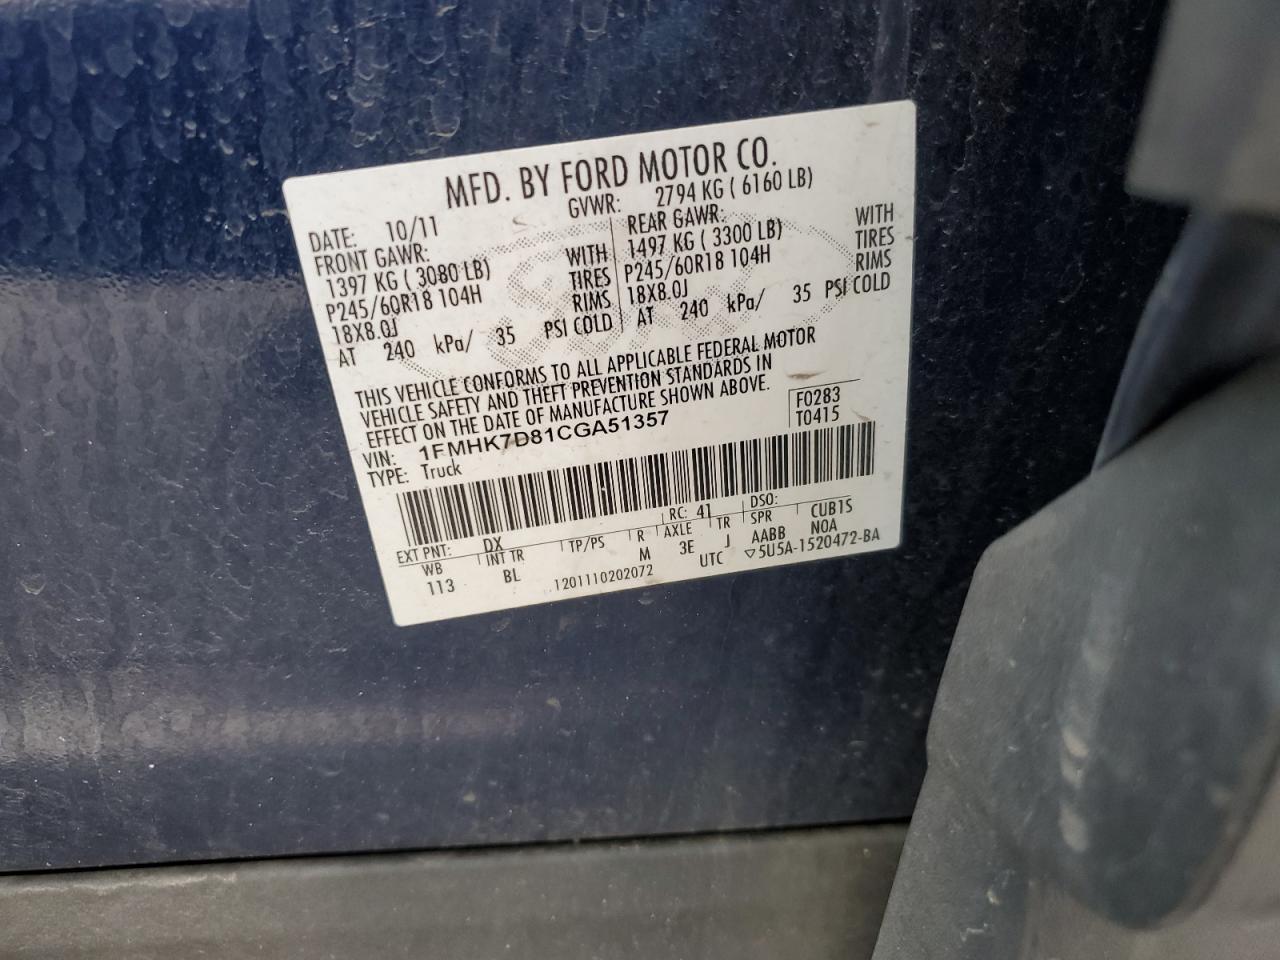 MFD. BY FORD MOTOR CO.
DATE: 10/11 GVWR: 2794 KG ( 6160 LB)
FRONT GAWR: WITH
1397 KG ( 3080 LB) TIRES
P245/60R18 104H RIMS
18X8.0J
AT 240 kPa/ 35 PSI COLD
REAR GAWR: WITH
1497 KG ( 3300 LB) TIRES
P245/60R18 104H RIMS
18X8.0J
AT 240 kPa/ 35 PSI COLD
THIS VEHICLE CONFORMS TO ALL APPLICABLE FEDERAL MOTOR
VEHICLE SAFETY AND THEFT PREVENTION STANDARDS IN
EFFECT ON THE DATE OF MANUFACTURE SHOWN ABOVE.
VIN: 1FMHK7D81CGA51357
TYPE: Truck
F0283
T0415
EXT PNT: DX RC: 41 DSO:
WB INT TR TP/PS R AXLE TR SPR CUB1S
113 BL M 3E J AABB NOA
1201110202072 UTC ▽5U5A-1520472-BA